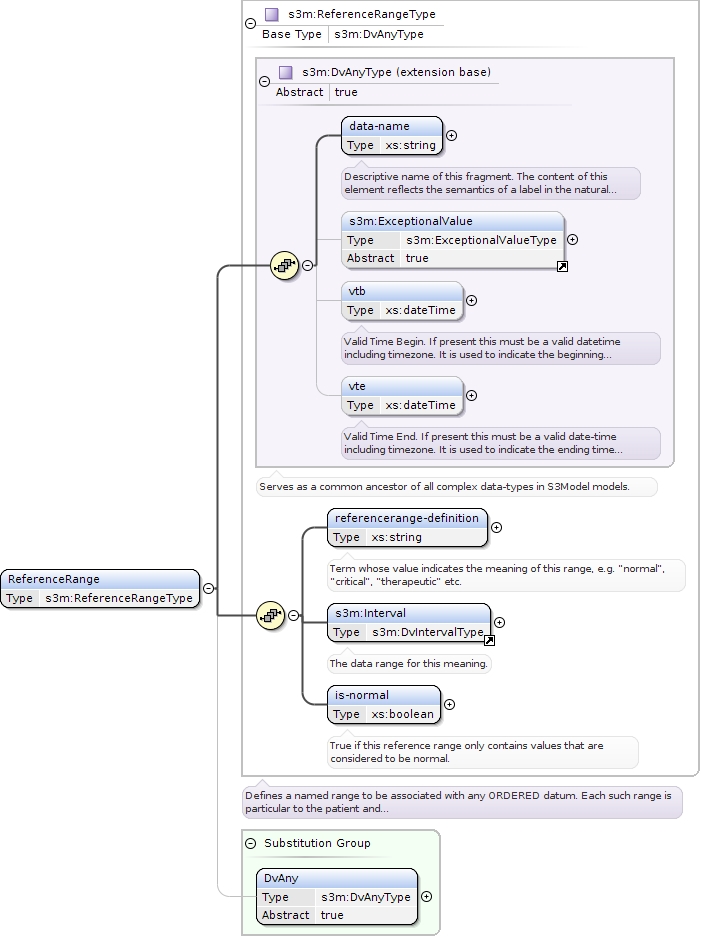 s3m:ReferenceRangeType
Base Type s3m:DvAnyType
s3m:DvAnyType (extension base)
Abstract true
data-name
Type xs:string
Descriptive name of this fragment. The content of this
element reflects the semantics of a label in the natural...
s3m:ExceptionalValue
Type s3m:ExceptionalValueType
Abstract true
vtb
Type xs:dateTime
Valid Time Begin. If present this must be a valid datetime
including timezone. It is used to indicate the beginning...
vte
Type xs:dateTime
Valid Time End. If present this must be a valid date-time
including timezone. It is used to indicate the ending time...
Serves as a common ancestor of all complex data-types in S3Model models.
referencerange-definition
Type xs:string
Term whose value indicates the meaning of this range, e.g. "normal",
"critical", "therapeutic" etc.
ReferenceRange
Type s3m:ReferenceRangeType
s3m:Interval
Type s3m:DvIntervalType
The data range for this meaning.
is-normal
Type xs:boolean
True if this reference range only contains values that are
considered to be normal.
Defines a named range to be associated with any ORDERED datum. Each such range is
particular to the patient and...
Substitution Group
DvAny
Type s3m:DvAnyType
Abstract true